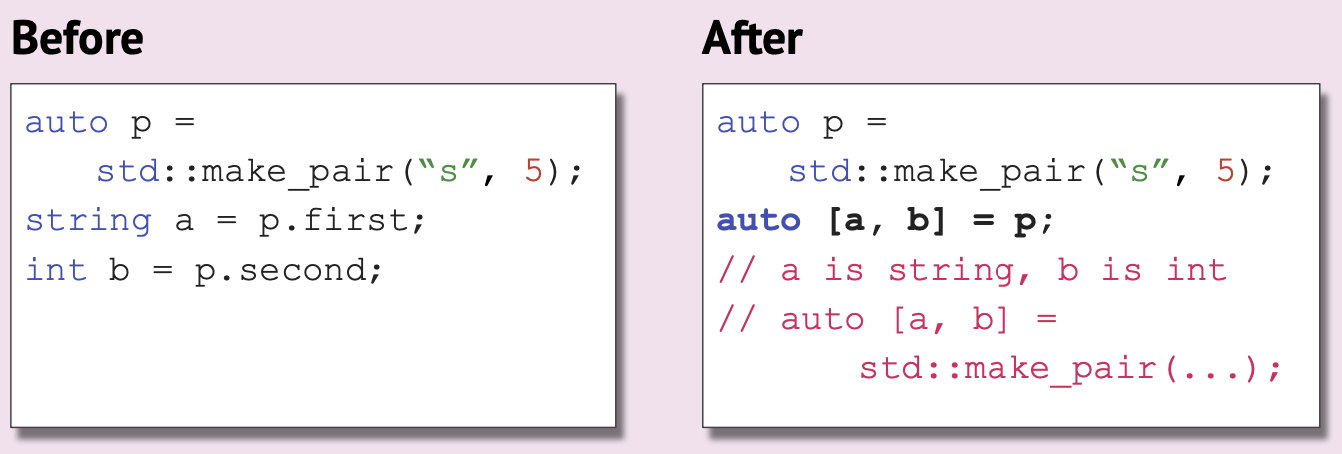 Before
auto p =
std::make_pair(“s”, 5);
string a = p.first;
int b = p.second;
After
auto p =
std::make_pair(“s”, 5);
auto [a, b] = p;
// a is string, b is int
// auto [a, b] =
std::make_pair(...);